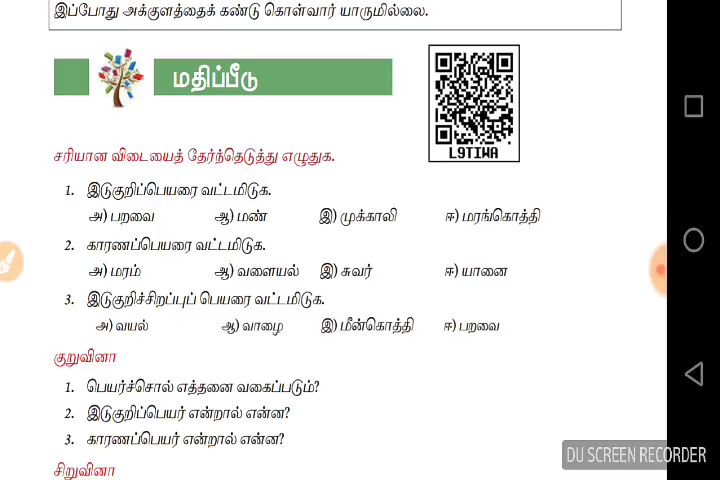 இப்போது அக்குளத்தைக் கண்டு கொள்வார் யாருமில்லை.
மதிப்பீடு
L9TIWA
சரியான விடையைத் தேர்ந்தெடுத்து எழுதுக.
1. இடுகுறிப்பெயரை வட்டமிடுக.
அ) பறவை ஆ) மண் இ) முக்காலி ஈ) மரங்கொத்தி
2. காரணப்பெயரை வட்டமிடுக.
அ) மரம் ஆ) வளையல் இ) சுவர் ஈ) யானை
3. இடுகுறிச்சிறப்புப் பெயரை வட்டமிடுக.
அ) வயல் ஆ) வாழை இ) மீன்கொத்தி ஈ) பறவை
குறுவினா
1. பெயர்ச்சொல் எத்தனை வகைப்படும்?
2. இடுகுறிப்பெயர் என்றால் என்ன?
3. காரணப்பெயர் என்றால் என்ன?
DU SCREEN RECORDER
சிறுவினா